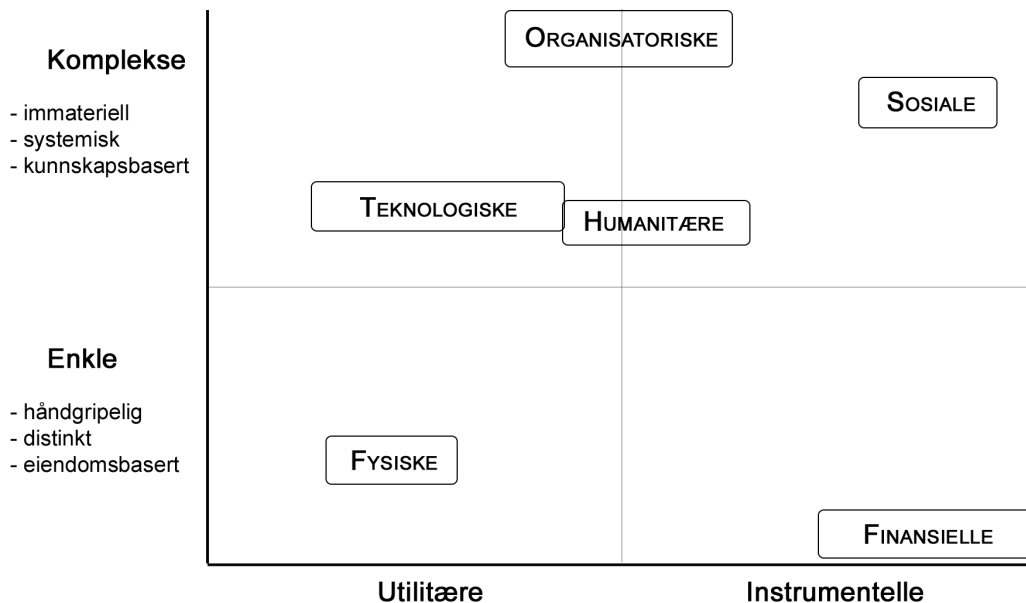 Komplekse
- immateriell
- systemisk
- kunnskapsbasert
Enkle
- håndgripelig
- distinkt
- eiendomsbasert
ORGANISATORISKE
SOSIALE
TEKNOLOGISKE
HUMANITÆRE
FYSISKE
FINANSIELLE
Utilitære
Instrumentelle